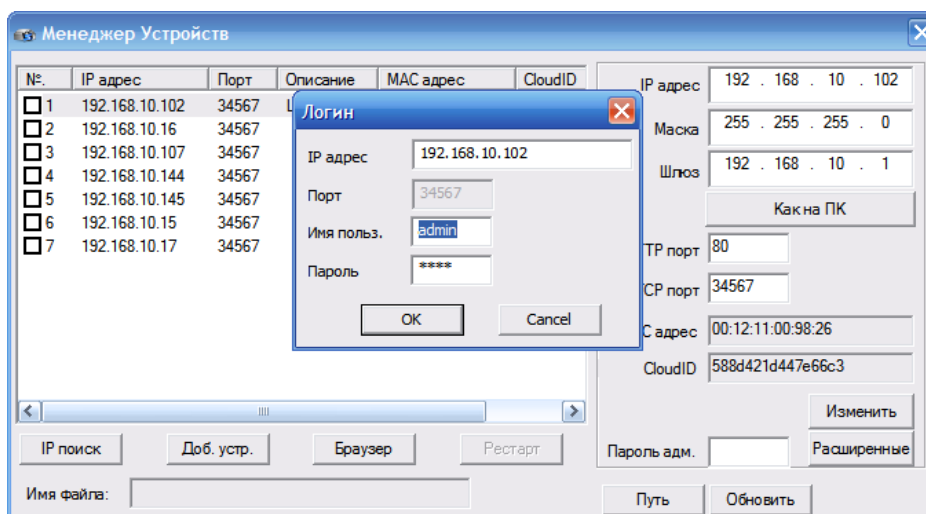 Менеджер Устройств
№. IP адрес Порт Описание MAC адрес CloudID
1 192.168.10.102 34567
2 192.168.10.16 34567
3 192.168.10.107 34567
4 192.168.10.144 34567
5 192.168.10.145 34567
6 192.168.10.15 34567
7 192.168.10.17 34567
Логин
IP адрес 192.168.10.102
Порт 34567
Имя польз. admin
Пароль ****
OK Cancel
IP адрес 192 . 168 . 10 . 102
Маска 255 . 255 . 255 . 0
Шлюз 192 . 168 . 10 . 1
Как на ПК
TP порт 80
CP порт 34567
C адрес 00:12:11:00:98:26
CloudID 588d421d447e66c3
Изменить
IP поиск Доб. устр. Браузер Рестарт
Пароль адм. Расширенные
Имя файла:
Путь Обновить